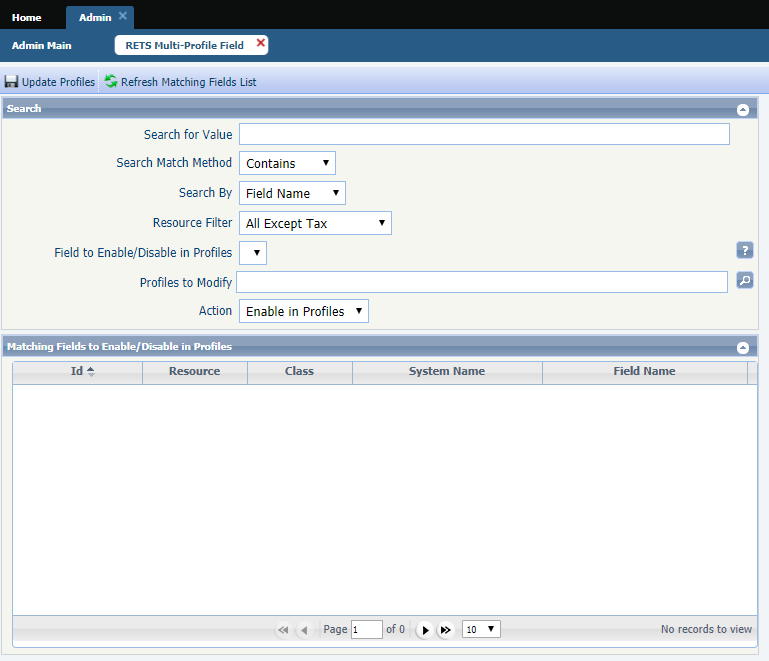 Home Admin
Admin Main RETS Multi-Profile Field
Update Profiles Refresh Matching Fields List
Search
Search for Value
Search Match Method Contains
Search By Field Name
Resource Filter All Except Tax
Field to Enable/Disable in Profiles ?
Profiles to Modify
Action Enable in Profiles
Matching Fields to Enable/Disable in Profiles
Id Resource Class System Name Field Name
Page 1 of 0 10 No records to view